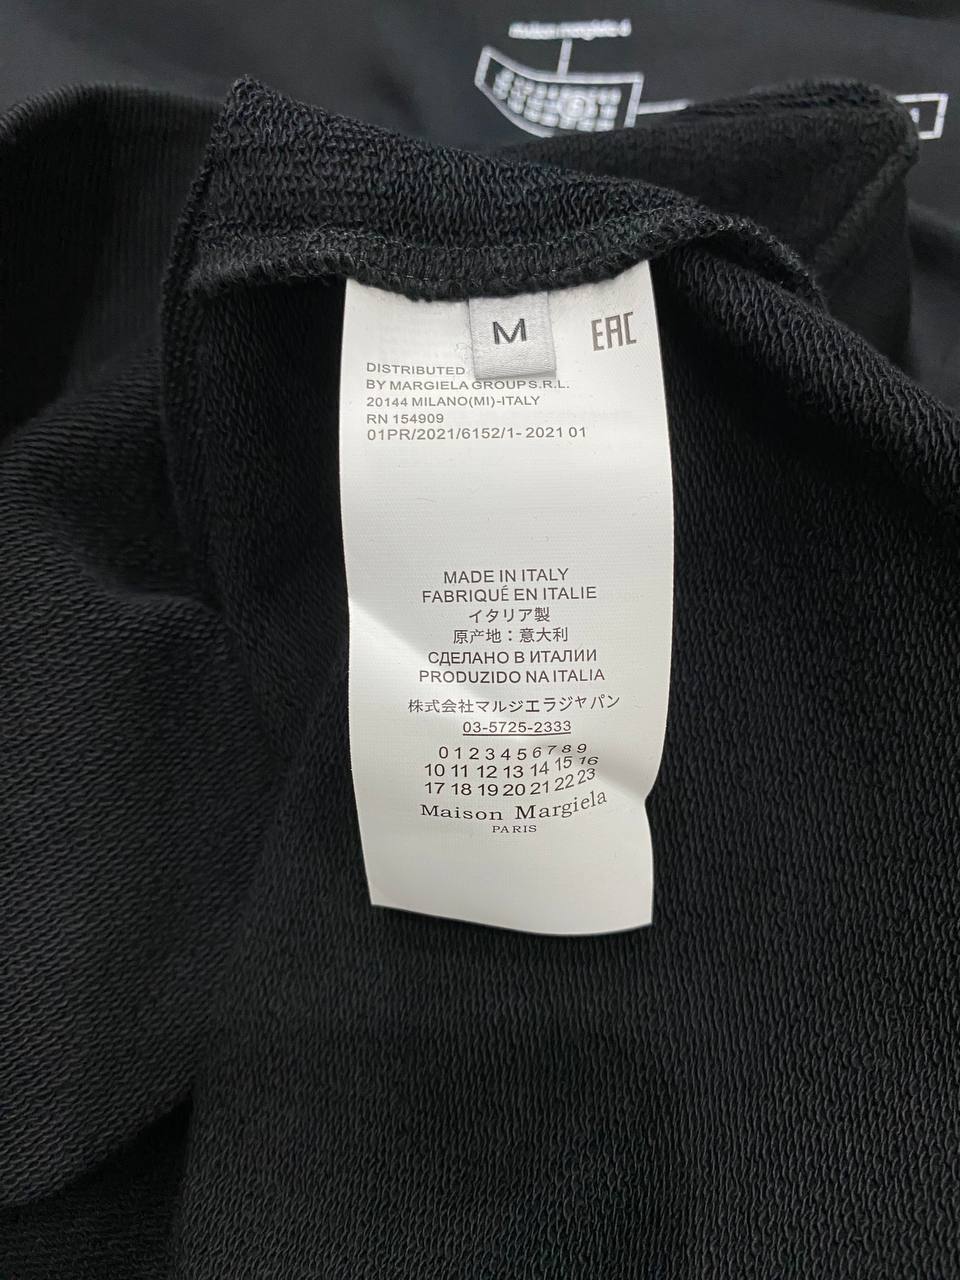 M
EAC
DISTRIBUTED
BY MARGIELA GROUP S.R.L.
20144 MILANO(MI)-ITALY
RN 154909
01PR/2021/6152/1- 2021 01
MADE IN ITALY
FABRIQUÉ EN ITALIE
イタリア製
原产地：意大利
СДЕЛАНО В ИТАЛИИ
PRODUZIDO NA ITALIA
株式会社マルジエラジャパン
03-5725-2333
0 1 2 3 4 5 6 7 8 9
10 11 12 13 14 15 16
17 18 19 20 21 22 23
Maison Margiela
PARIS